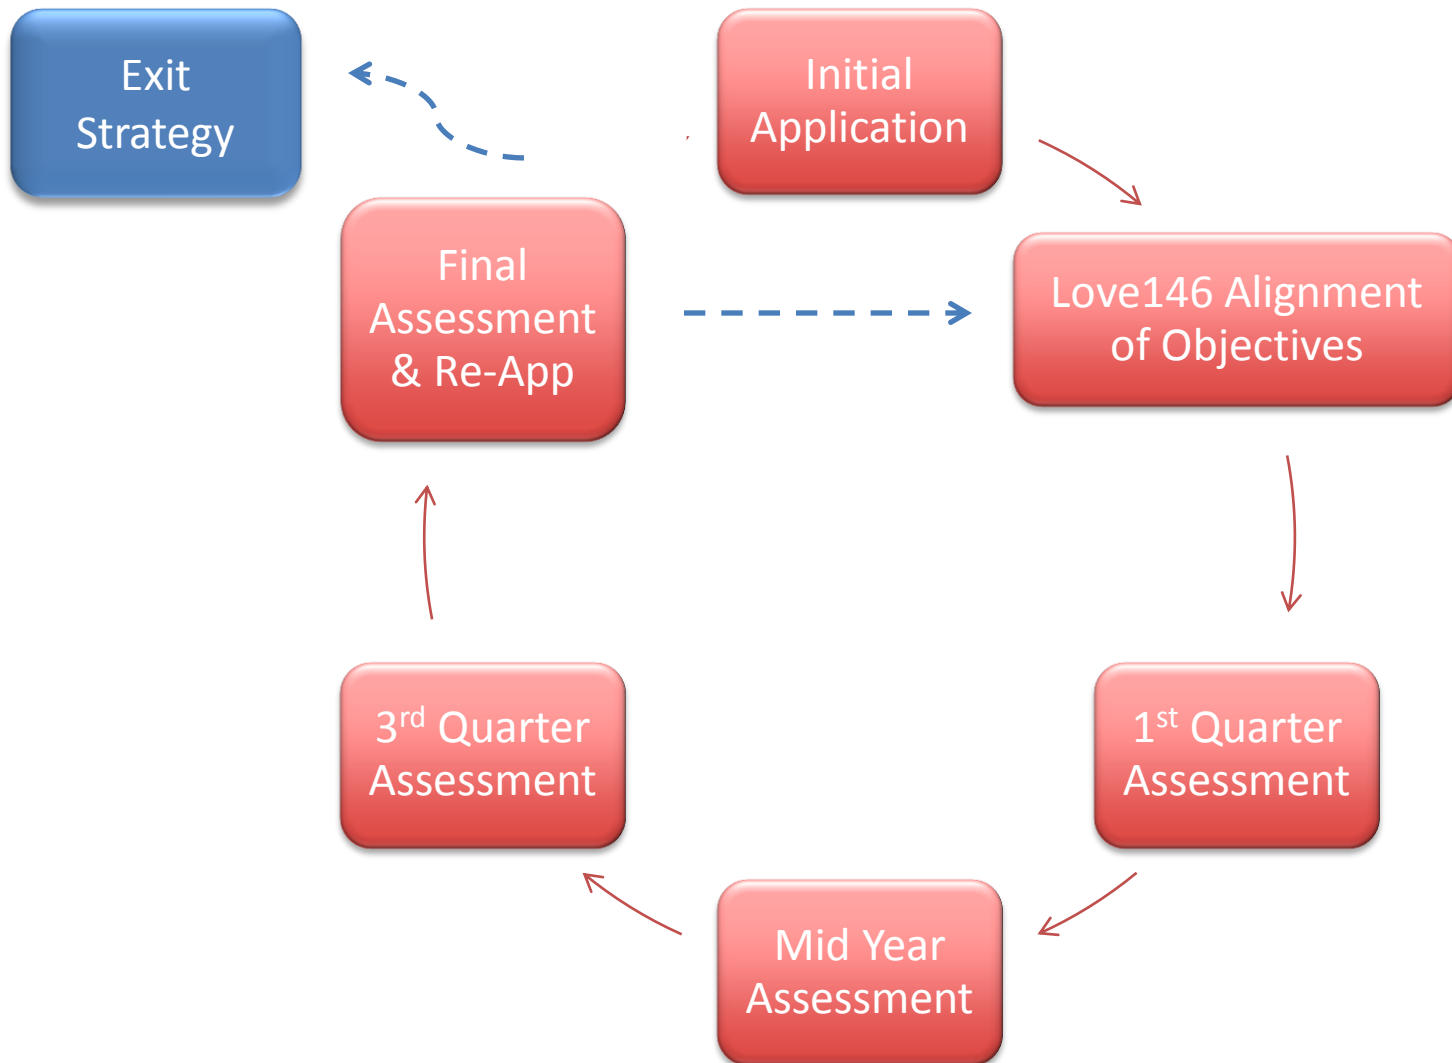 Exit
Strategy
Initial
Application
Final
Assessment
& Re-App
Love146 Alignment
of Objectives
3rd Quarter
Assessment
1st Quarter
Assessment
Mid Year
Assessment